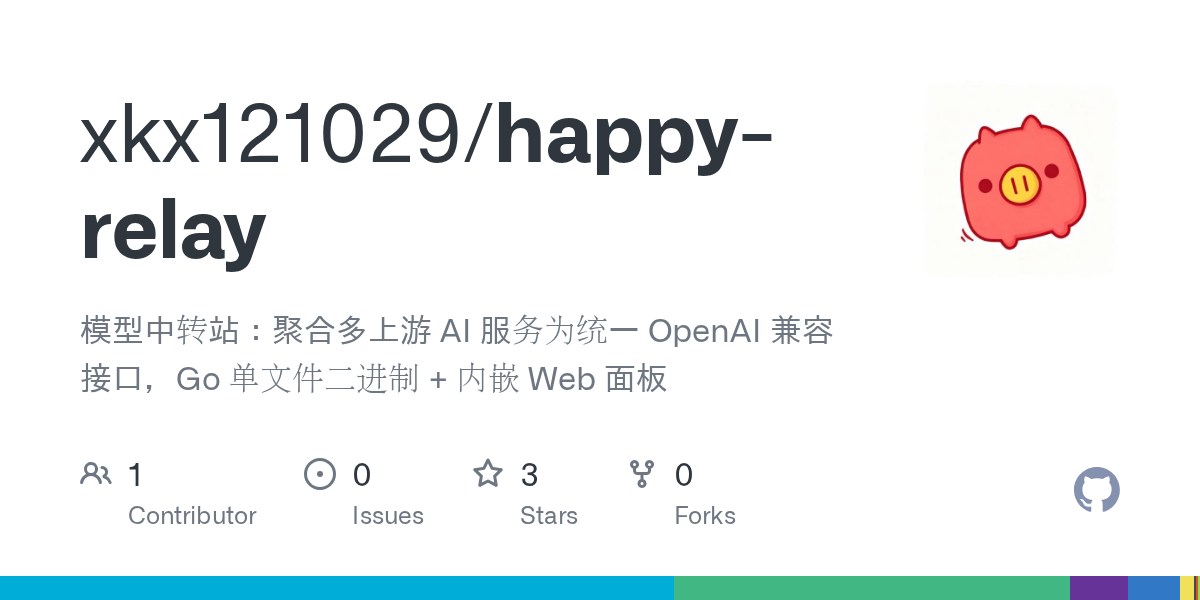 xkx121029/happy-
relay
模型中转站：聚合多上游 AI 服务为统一 OpenAI 兼容
接口，Go 单文件二进制 + 内嵌 Web 面板
1 0 3 0
Contributor Issues Stars Forks